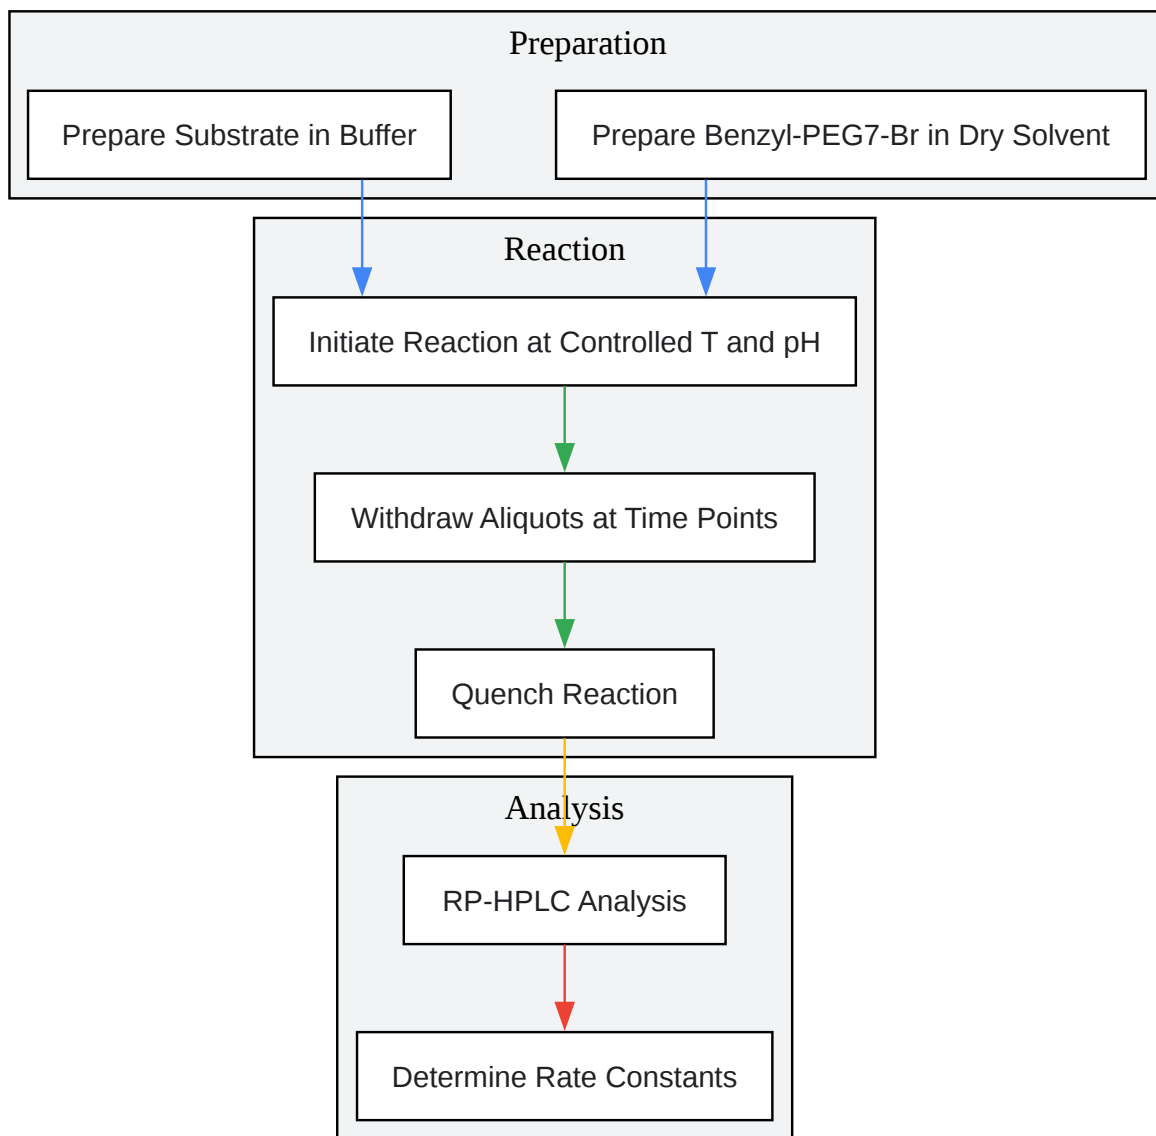 Preparation
Prepare Substrate in Buffer
Prepare Benzyl-PEG7-Br in Dry Solvent
Reaction
Initiate Reaction at Controlled T and pH
Withdraw Aliquots at Time Points
Quench Reaction
Analysis
RP-HPLC Analysis
Determine Rate Constants